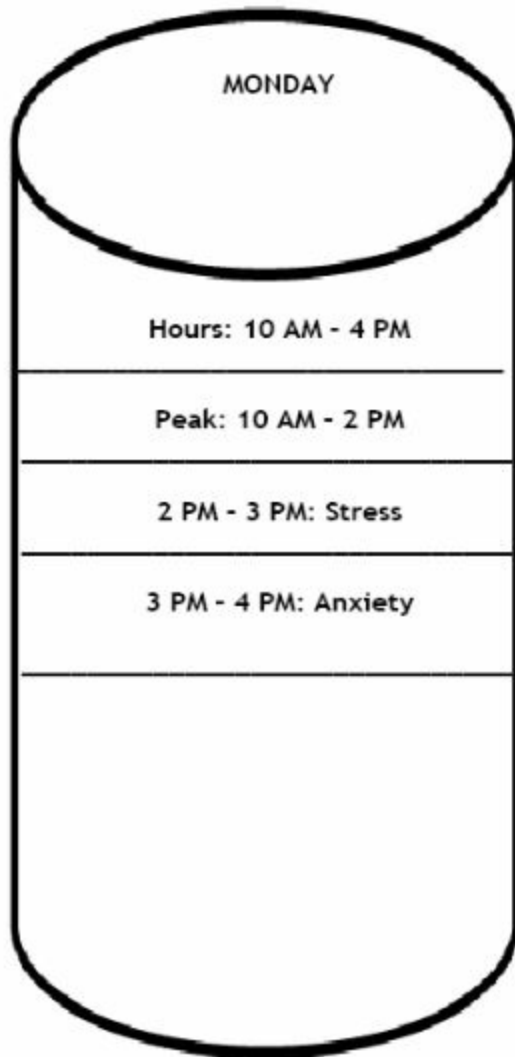 MONDAY
Hours: 10 AM - 4 PM
Peak: 10 AM - 2 PM
2 PM - 3 PM: Stress
3 PM - 4 PM: Anxiety